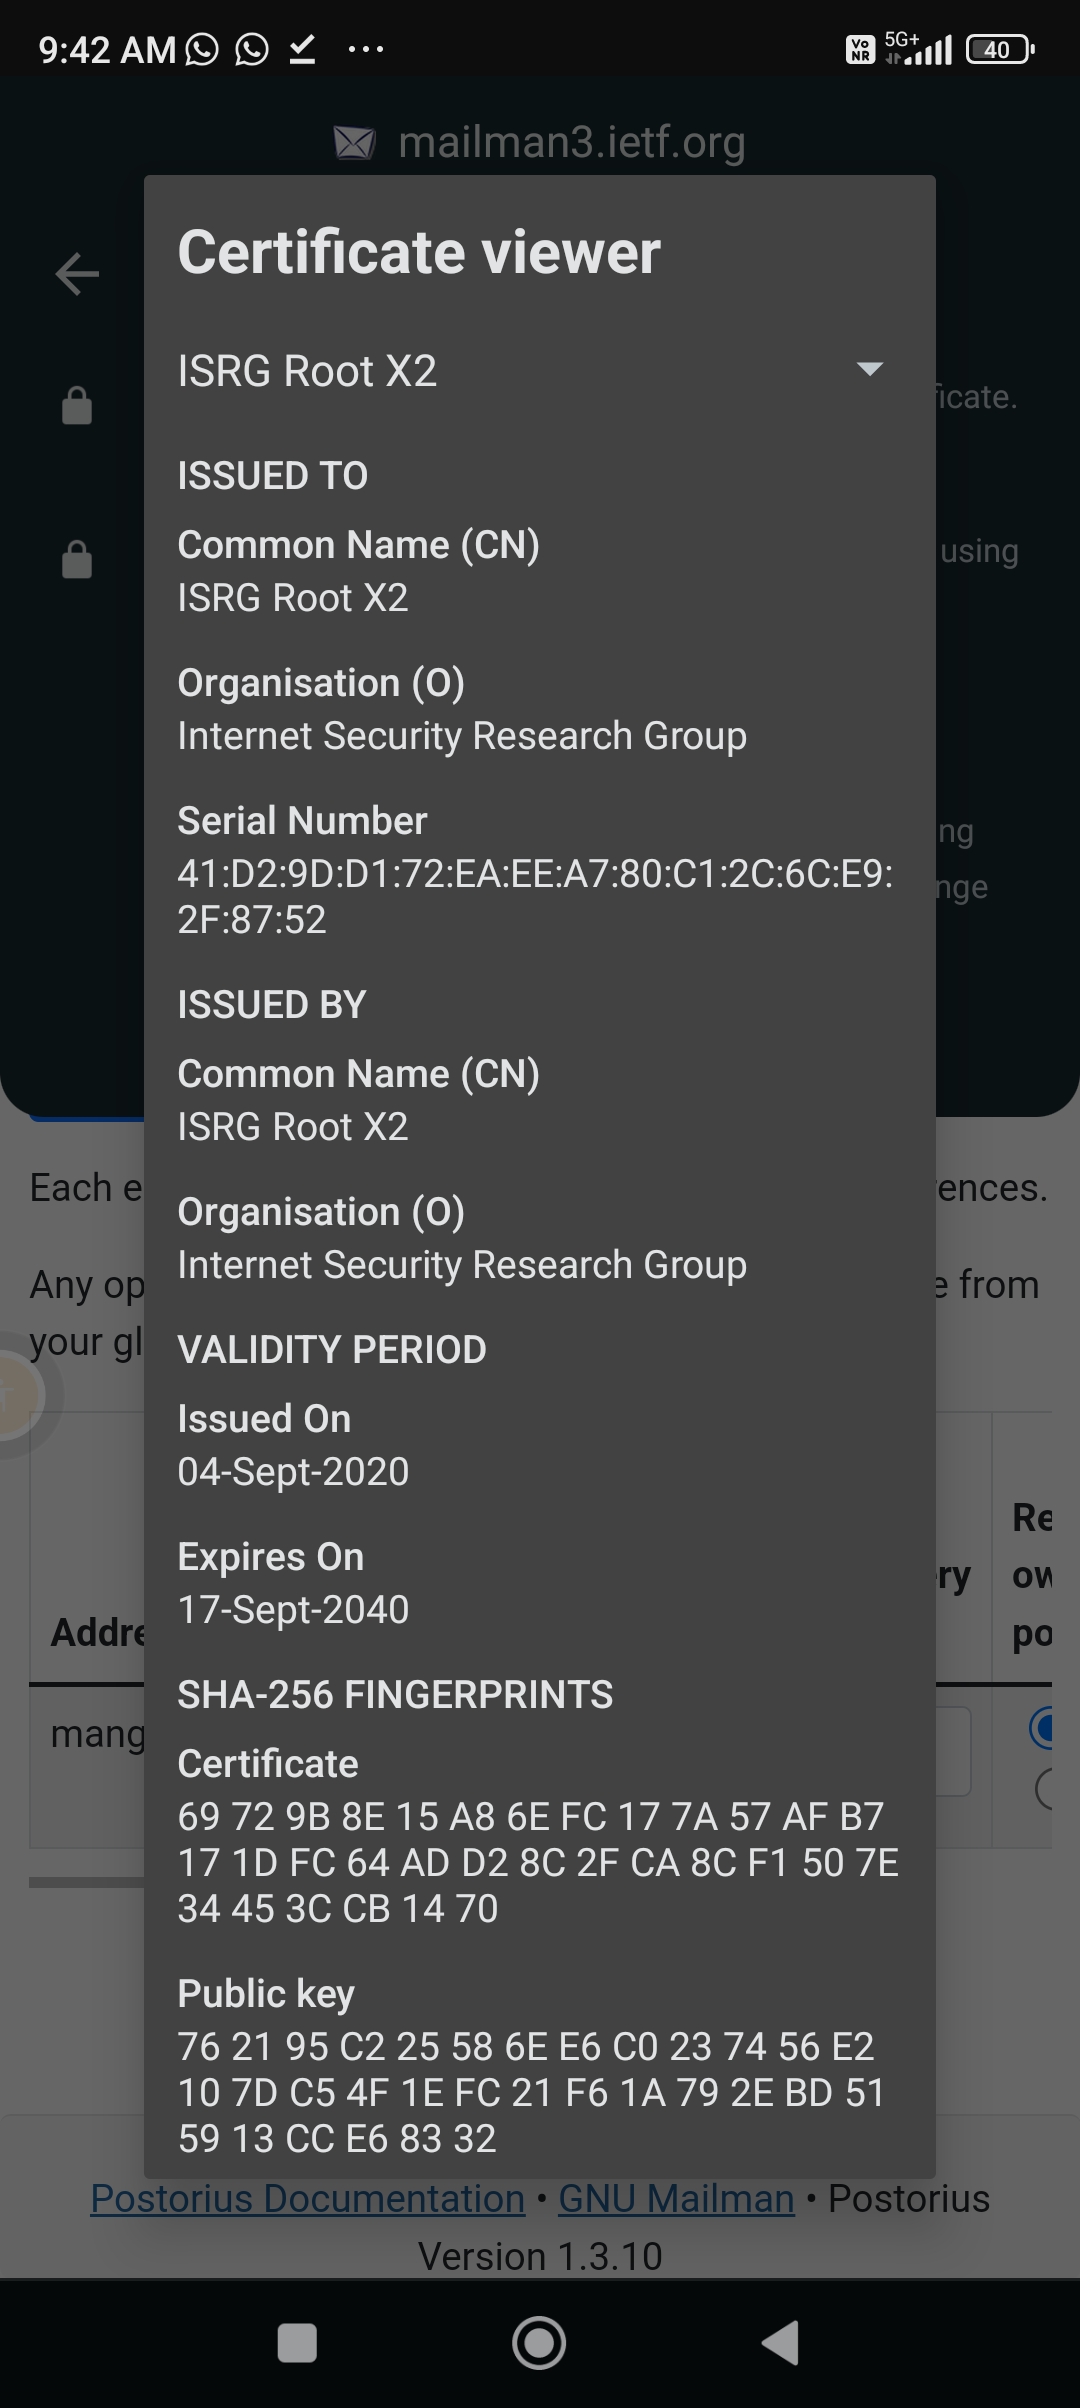 9:42 AM
Vo NR 5G+ 40
mailman3.ietf.org
Certificate viewer
ISRG Root X2
ificate.
ISSUED TO
Common Name (CN)
using
ISRG Root X2
Organisation (O)
Internet Security Research Group
Serial Number
ng
41:D2:9D:D1:72:EA:EE:A7:80:C1:2C:6C:E9:
nge
2F:87:52
ISSUED BY
Common Name (CN)
ISRG Root X2
Each e
rences.
Organisation (O)
Internet Security Research Group
Any op
e from
your gl
VALIDITY PERIOD
Issued On
04-Sept-2020
Re
Expires On
ry ow
17-Sept-2040
Addre
po
SHA-256 FINGERPRINTS
mang
Certificate
69 72 9B 8E 15 A8 6E FC 17 7A 57 AF B7
17 1D FC 64 AD D2 8C 2F CA 8C F1 50 7E
34 45 3C CB 14 70
Public key
76 21 95 C2 25 58 6E E6 C0 23 74 56 E2
10 7D C5 4F 1E FC 21 F6 1A 79 2E BD 51
59 13 CC E6 83 32
Postorius Documentation • GNU Mailman • Postorius
Version 1.3.10